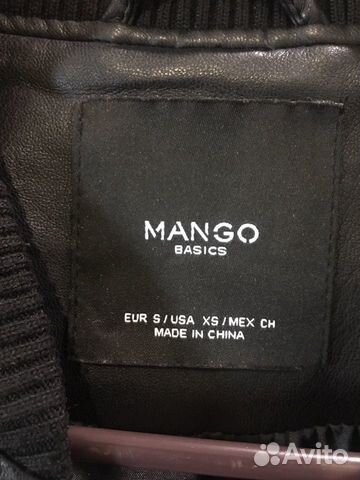 MANGO
BASICS
EUR S / USA XS / MEX CH
MADE IN CHINA
Avito